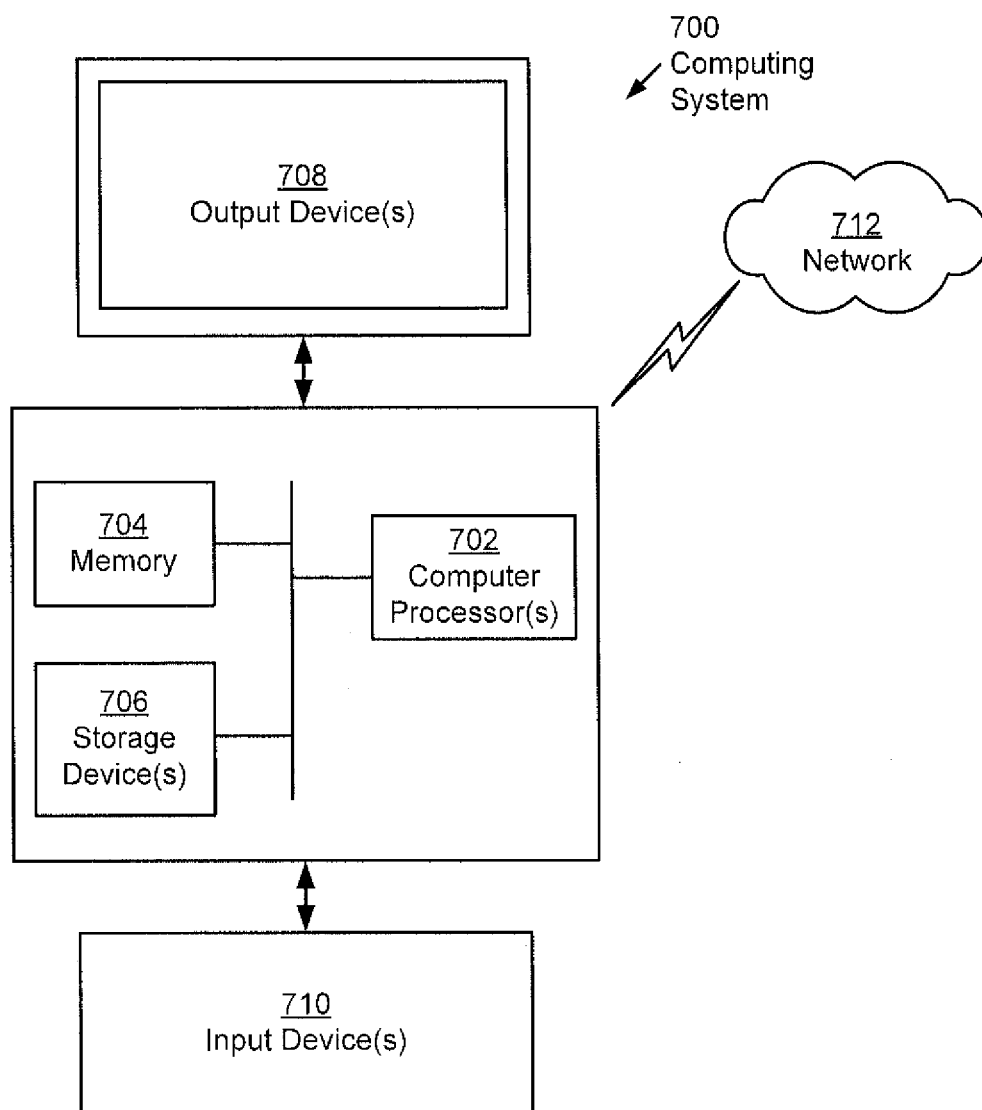 700
Computing
System
708
Output Device(s)
712
Network
704
Memory
702
Computer
Processor(s)
706
Storage
Device(s)
710
Input Device(s)